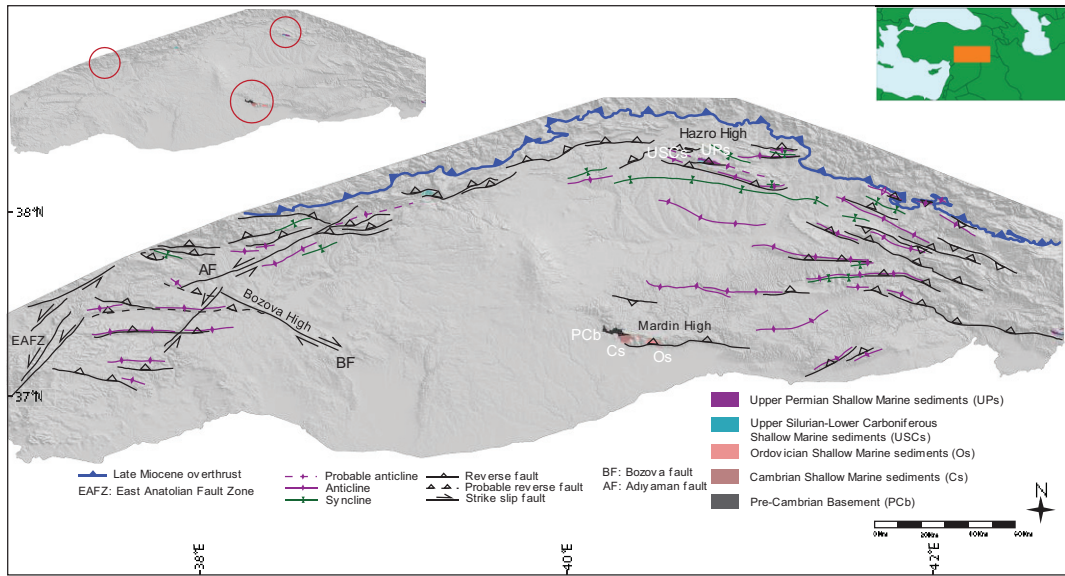 Hazro High
USCs UPs
38°N
AF
Bozova High
EAFZ
PCb
Mardin High
Cs
Os
BF
37°N
Upper Permian Shallow Marine sediments (UPs)
Upper Silurian-Lower Carboniferous
Shallow Marine sediments (USCs)
Ordovician Shallow Marine sediments (Os)
Cambrian Shallow Marine sediments (Cs)
Pre-Cambrian Basement (PCb)
Late Miocene overthrust
EAFZ: East Anatolian Fault Zone
Probable anticline
Anticline
Syncline
Reverse fault
Probable reverse fault
Strike slip fault
BF: Bozova fault
AF: Adıyaman fault
N
38°E
40°E
42°E